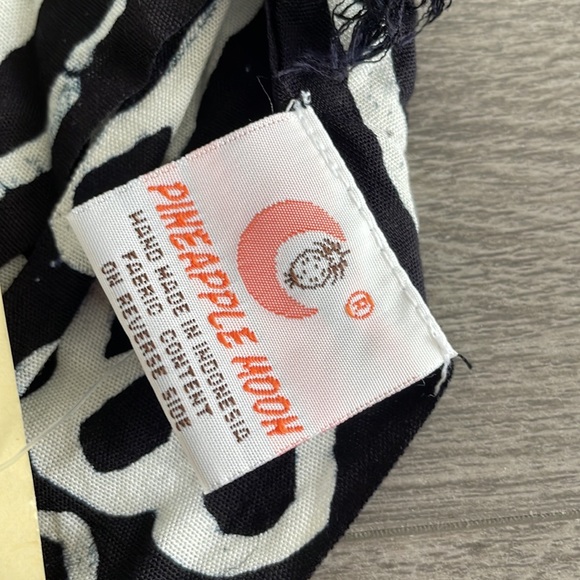 ®
PINEAPPLE MOON
HAND MADE IN INDONESIA
FABRIC CONTENT
ON REVERSE SIDE